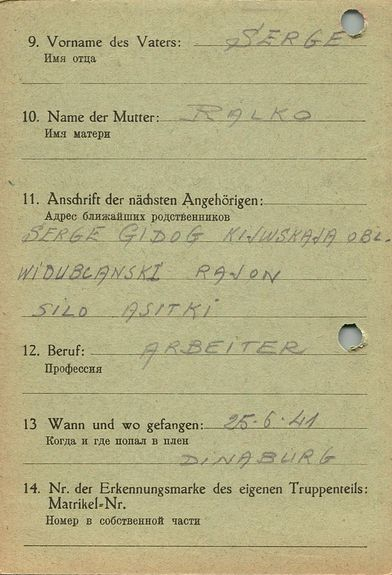 9. Vorname des Vaters: SERGE
Имя отца
10. Name der Mutter: RALKO
Имя матери
11. Anschrift der nächsten Angehörigen:
Адрес ближайших родственников
SERGE GIDOG KIJWSKAJA OBL.
WIDUBLANSKI RAJON
SILO ASITKI
12. Beruf: ARBEITER
Профессия
13 Wann und wo gefangen: 25-6-41
Когда и где попал в плен
DINABURG
14. Nr. der Erkennungsmarke des eigenen Truppenteils:
Matrikel-Nr.
Номер в собственной части